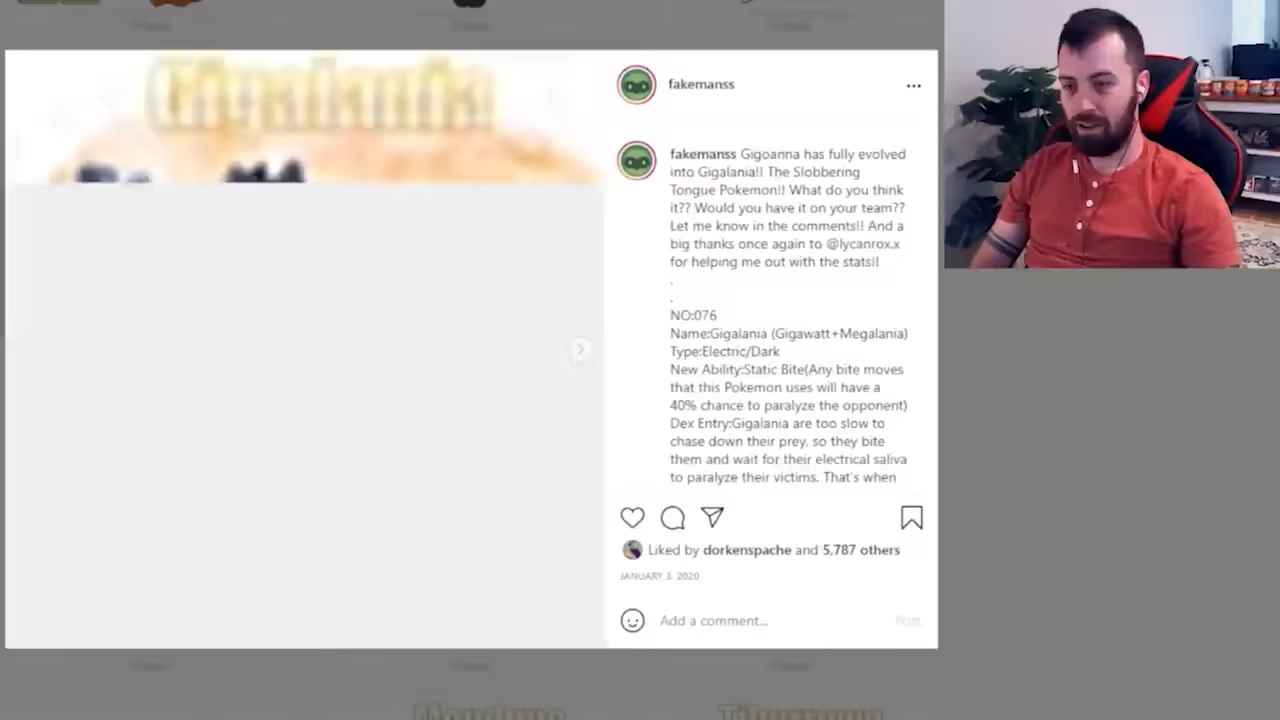 Gigalania
fakemanss
fakemanss Gigoanna has fully evolved
into Gigalania!! The Slobbering
Tongue Pokemon!! What do you think
it?? Would you have it on your team??
Let me know in the comments!! And a
big thanks once again to @lycanrox.x
for helping me out with the stats!!
.
.
NO:076
Name:Gigalania (Gigawatt+Megalania)
Type:Electric/Dark
New Ability:Static Bite(Any bite moves
that this Pokemon uses will have a
40% chance to paralyze the opponent)
Dex Entry:Gigalania are too slow to
chase down their prey, so they bite
them and wait for their electrical saliva
to paralyze their victims. That's when
Liked by dorkenspache and 5,787 others
JANUARY 3, 2020
Add a comment...
Post